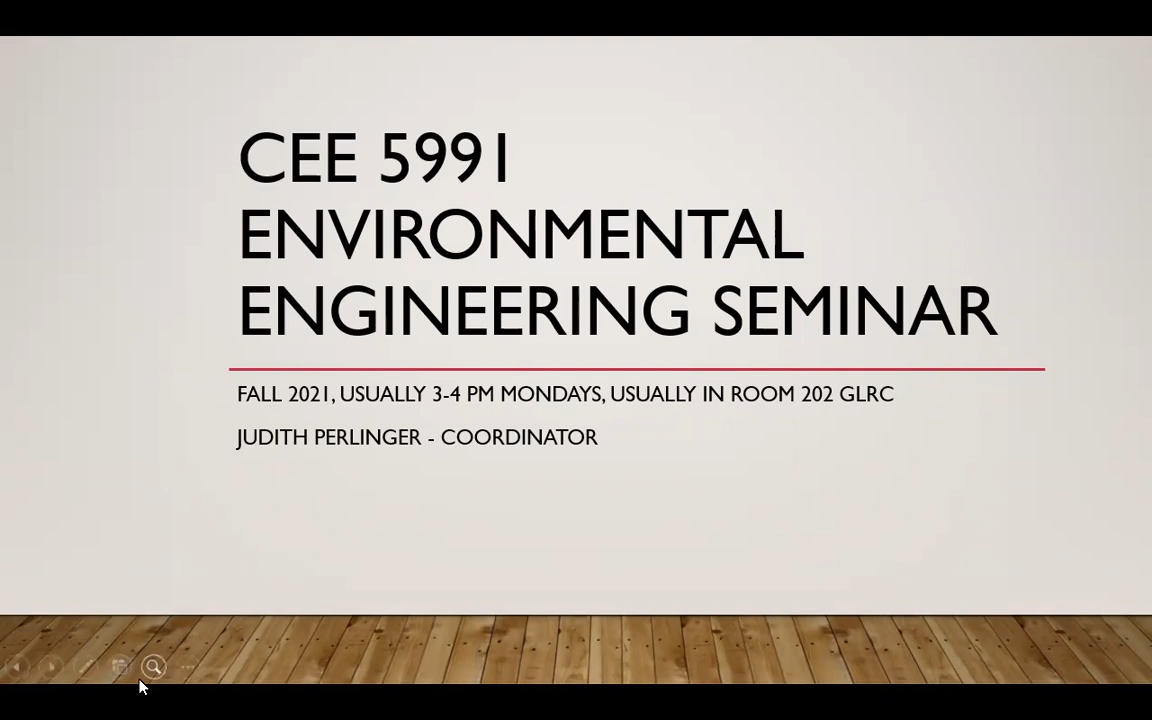 CEE 5991
ENVIRONMENTAL
ENGINEERING SEMINAR
FALL 2021, USUALLY 3-4 PM MONDAYS, USUALLY IN ROOM 202 GLRC
JUDITH PERLINGER - COORDINATOR